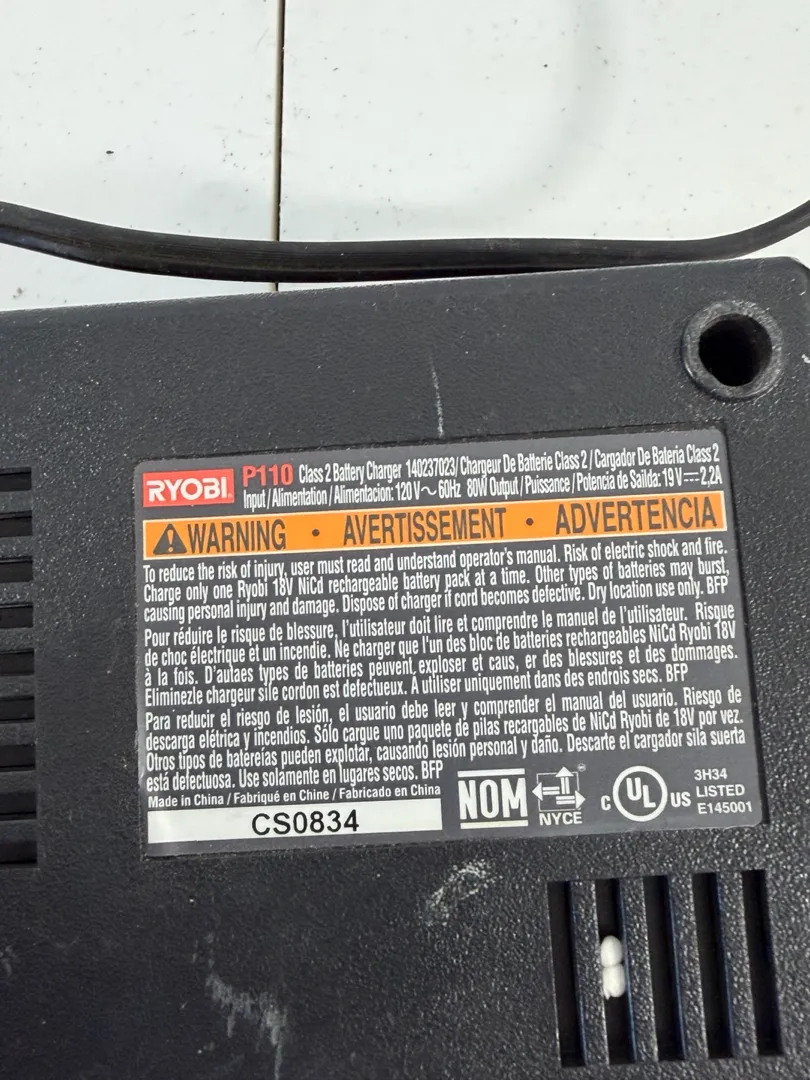 RYOBI P110 Class 2 Battery Charger 140237023/ Chargeur De Batterie Class 2 / Cargador De Bateria Class 2
Input / Alimentation / Alimentacion: 120 V ~ 60Hz 80W Output / Puissance / Potencia de Sailda: 19 V ⎓ 2,2A
WARNING • AVERTISSEMENT • ADVERTENCIA
To reduce the risk of injury, user must read and understand operator's manual. Risk of electric shock and fire.
Charge only one Ryobi 18V NiCd rechargeable battery pack at a time. Other types of batteries may burst,
causing personal injury and damage. Dispose of charger if cord becomes defective. Dry location use only. BFP
Pour réduire le risque de blessure, l'utilisateur doit lire et comprendre le manuel de l'utilisateur. Risque
de choc électrique et un incendie. Ne charger que l'un des bloc de batteries rechargeables NiCd Ryobi 18V
à la fois. D'autaes types de batteries peuvent exploser et caus, er des blessures et des dommages.
Eliminezle chargeur sile cordon est defectueux. A utiliser uniquement dans des endrois secs. BFP
Para reducir el riesgo de lesión, el usuario debe leer y comprender el manual del usuario. Riesgo de
descarga elétrica y incendios. Sólo cargue uno paquete de pilas recargables de NiCd Ryobi de 18V por vez.
Otros tipos de batereías pueden explotar, causando lesión personal y daño. Descarte el cargador sila suerta
está defectuosa. Use solamente en lugares secos. BFP
Made in China / Fabriqué en Chine / Fabricado en China
CS0834
NOM
NYCE
C UL US
3H34
LISTED
E145001